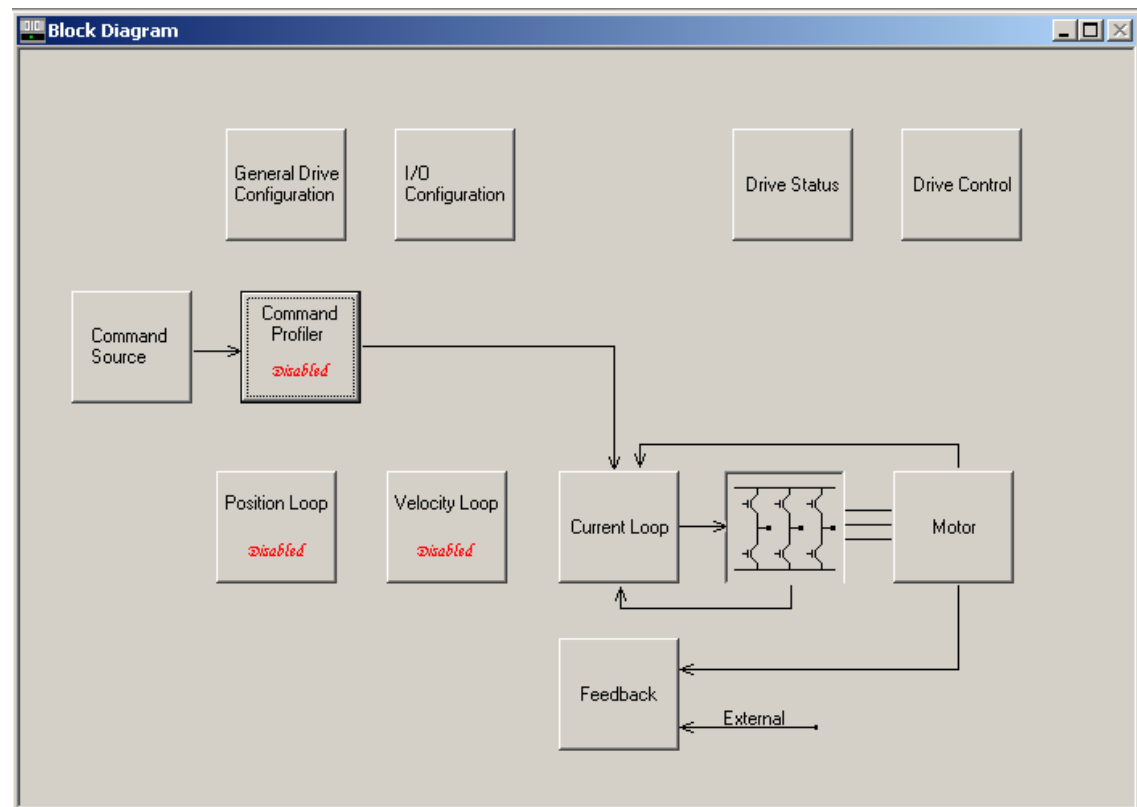 Block Diagram
General Drive
Configuration
I/O
Configuration
Drive Status
Drive Control
Command
Source
Command
Profiler
Disabled
Position Loop
Disabled
Velocity Loop
Disabled
Current Loop
Motor
Feedback
External